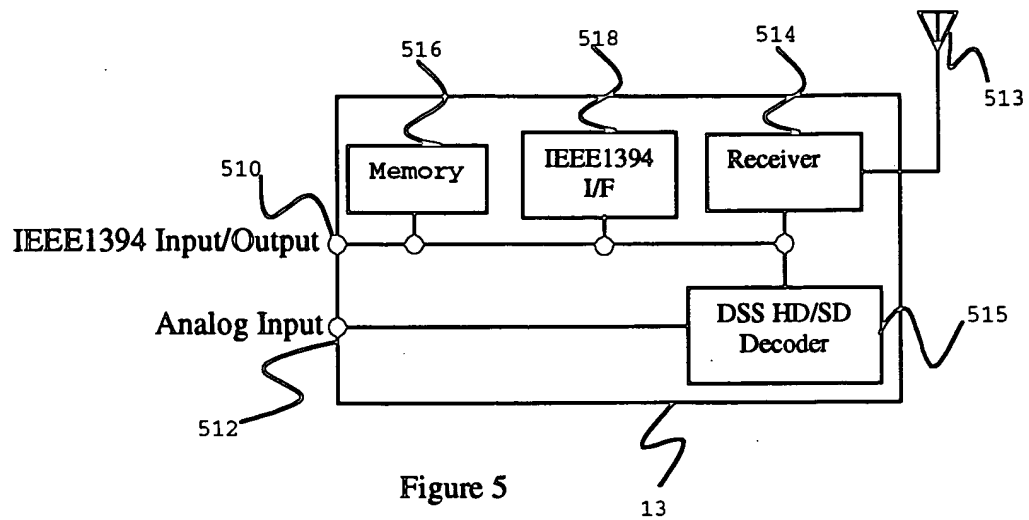 516
518
514
513
Memory
IEEE1394
I/F
Receiver
510
IEEE1394 Input/Output
Analog Input
DSS HD/SD
Decoder
515
512
Figure 5
13